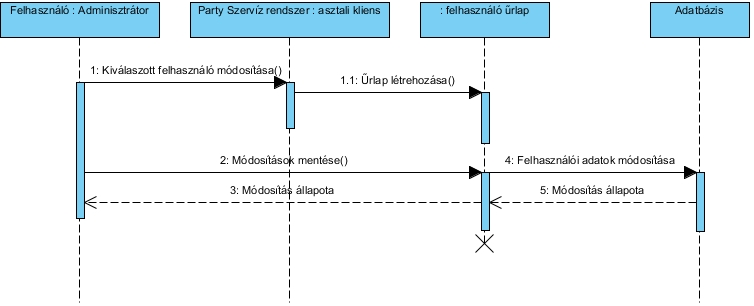 Felhasználó : Adminisztrátor
Party Szervíz rendszer : asztali kliens
: felhasználó űrlap
Adatbázis
1: Kíválaszott felhasználó módosítása()
1.1: Űrlap létrehozása()
2: Módosítások mentése()
4: Felhasználói adatok módosítása
3: Módosítás állapota
5: Módosítás állapota